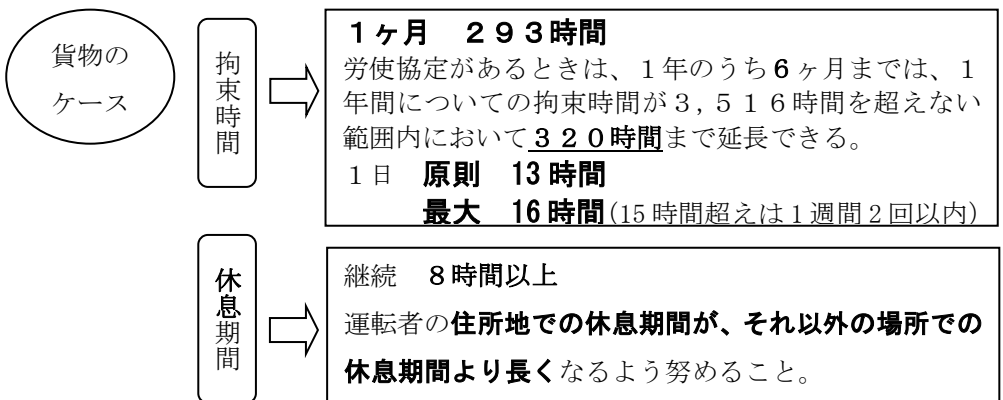 貨物の
ケース
拘束時間
１ヶ月　２９３時間
労使協定があるときは、１年のうち６ヶ月までは、１
年間についての拘束時間が３,５１６時間を超えない
範囲内において３２０時間まで延長できる。
１日　原則　13時間
最大　16時間(15時間超えは１週間２回以内)
休息期間
継続　８時間以上
運転者の住所地での休息期間が、それ以外の場所での
休息期間より長くなるよう努めること。